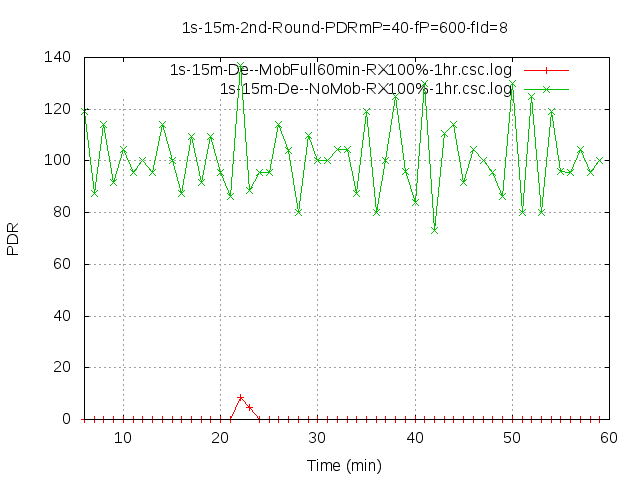 1s-15m-2nd-Round-PDRmP=40-fP=600-fId=8
1s-15m-De--MobFull60min-RX100%-1hr.csc.log
1s-15m-De--NoMob-RX100%-1hr.csc.log
140
120
100
80
60
40
20
0
PDR
10 20 30 40 50 60
Time (min)